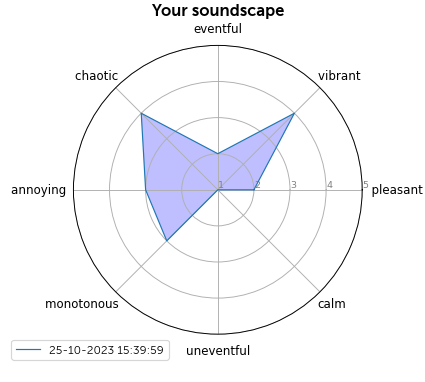 Your soundscape
eventful
chaotic
vibrant
annoying
1 2 3 4 5
pleasant
monotonous
calm
uneventful
25-10-2023 15:39:59